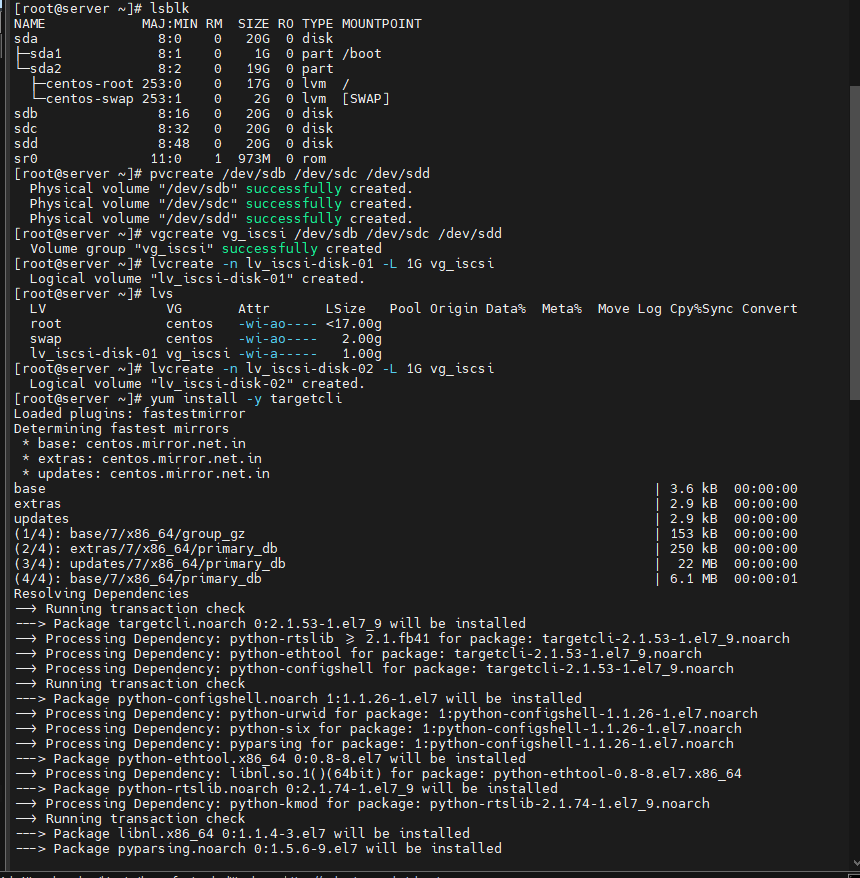 [root@server ~]# lsblk
NAME            MAJ:MIN RM  SIZE RO TYPE MOUNTPOINT
sda               8:0    0   20G  0 disk
├─sda1            8:1    0    1G  0 part /boot
└─sda2            8:2    0   19G  0 part
  ├─centos-root 253:0    0   17G  0 lvm  /
  └─centos-swap 253:1    0    2G  0 lvm  [SWAP]
sdb               8:16   0   20G  0 disk
sdc               8:32   0   20G  0 disk
sdd               8:48   0   20G  0 disk
sr0              11:0    1  973M  0 rom
[root@server ~]# pvcreate /dev/sdb /dev/sdc /dev/sdd
  Physical volume "/dev/sdb" successfully created.
  Physical volume "/dev/sdc" successfully created.
  Physical volume "/dev/sdd" successfully created.
[root@server ~]# vgcreate vg_iscsi /dev/sdb /dev/sdc /dev/sdd
  Volume group "vg_iscsi" successfully created
[root@server ~]# lvcreate -n lv_iscsi-disk-01 -L 1G vg_iscsi
  Logical volume "lv_iscsi-disk-01" created.
[root@server ~]# lvs
  LV               VG       Attr       LSize   Pool Origin Data%  Meta%  Move Log Cpy%Sync Convert
  root             centos   -wi-ao---- <17.00g
  swap             centos   -wi-ao----   2.00g
  lv_iscsi-disk-01 vg_iscsi -wi-a-----   1.00g
[root@server ~]# lvcreate -n lv_iscsi-disk-02 -L 1G vg_iscsi
  Logical volume "lv_iscsi-disk-02" created.
[root@server ~]# yum install -y targetcli
Loaded plugins: fastestmirror
Determining fastest mirrors
 * base: centos.mirror.net.in
 * extras: centos.mirror.net.in
 * updates: centos.mirror.net.in
base                                                                            | 3.6 kB  00:00:00
extras                                                                          | 2.9 kB  00:00:00
updates                                                                         | 2.9 kB  00:00:00
(1/4): base/7/x86_64/group_gz                                                   | 153 kB  00:00:00
(2/4): extras/7/x86_64/primary_db                                               | 250 kB  00:00:00
(3/4): updates/7/x86_64/primary_db                                              |  22 MB  00:00:00
(4/4): base/7/x86_64/primary_db                                                 | 6.1 MB  00:00:01
Resolving Dependencies
--> Running transaction check
---> Package targetcli.noarch 0:2.1.53-1.el7_9 will be installed
--> Processing Dependency: python-rtslib >= 2.1.fb41 for package: targetcli-2.1.53-1.el7_9.noarch
--> Processing Dependency: python-ethtool for package: targetcli-2.1.53-1.el7_9.noarch
--> Processing Dependency: python-configshell for package: targetcli-2.1.53-1.el7_9.noarch
--> Running transaction check
---> Package python-configshell.noarch 1:1.1.26-1.el7 will be installed
--> Processing Dependency: python-urwid for package: 1:python-configshell-1.1.26-1.el7.noarch
--> Processing Dependency: python-six for package: 1:python-configshell-1.1.26-1.el7.noarch
--> Processing Dependency: pyparsing for package: 1:python-configshell-1.1.26-1.el7.noarch
---> Package python-ethtool.x86_64 0:0.8-8.el7 will be installed
--> Processing Dependency: libnl.so.1()(64bit) for package: python-ethtool-0.8-8.el7.x86_64
---> Package python-rtslib.noarch 0:2.1.74-1.el7_9 will be installed
--> Processing Dependency: python-kmod for package: python-rtslib-2.1.74-1.el7_9.noarch
--> Running transaction check
---> Package libnl.x86_64 0:1.1.4-3.el7 will be installed
---> Package pyparsing.noarch 0:1.5.6-9.el7 will be installed